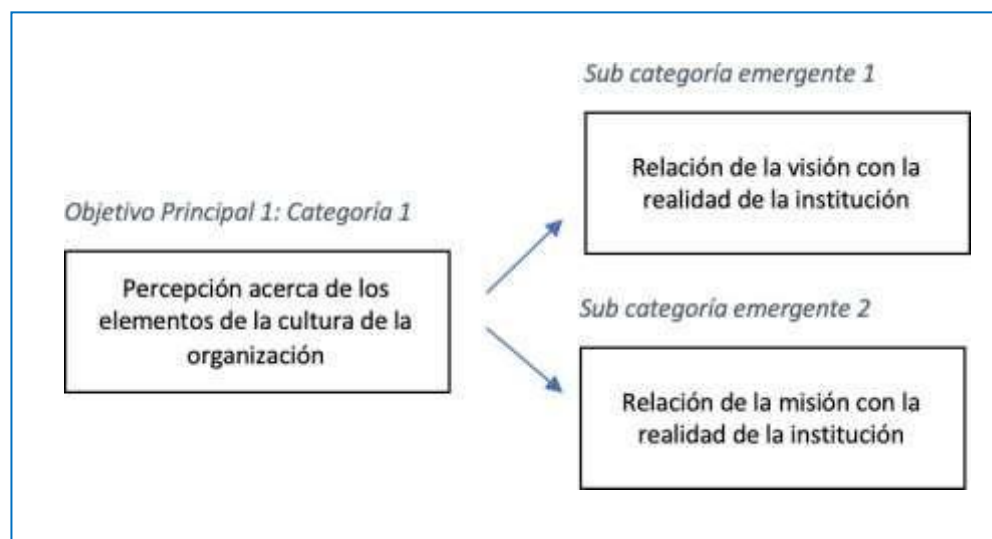 Sub categoría emergente 1
Relación de la visión con la
realidad de la institución
Objetivo Principal 1: Categoría 1
Percepción acerca de los
elementos de la cultura de la
organización
Sub categoría emergente 2
Relación de la misión con la
realidad de la institución